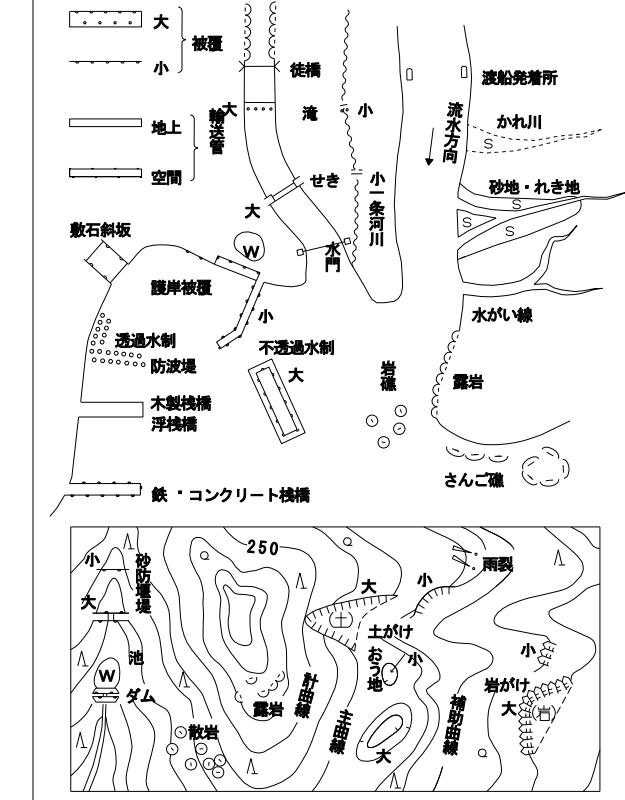 大
被覆
小
輸送管
地上
空間
徒橋
大
滝
小
渡船発着所
流水方向
かれ川
S
砂地・れき地
S
S
S
せき
大
小
一条河川
敷石斜坂
W
水門
護岸被覆
小
水がい線
透過水制
不透過水制
防波堤
大
岩礁
露岩
木製桟橋
浮桟橋
さんご礁
鉄・コンクリート桟橋
小
砂防堰堤
250
大
小
雨裂
大
土
土がけ
小
池
おう地
小
岩がけ
W
計曲線
大
岩
ダム
露岩
主曲線
補助曲線
散岩
大